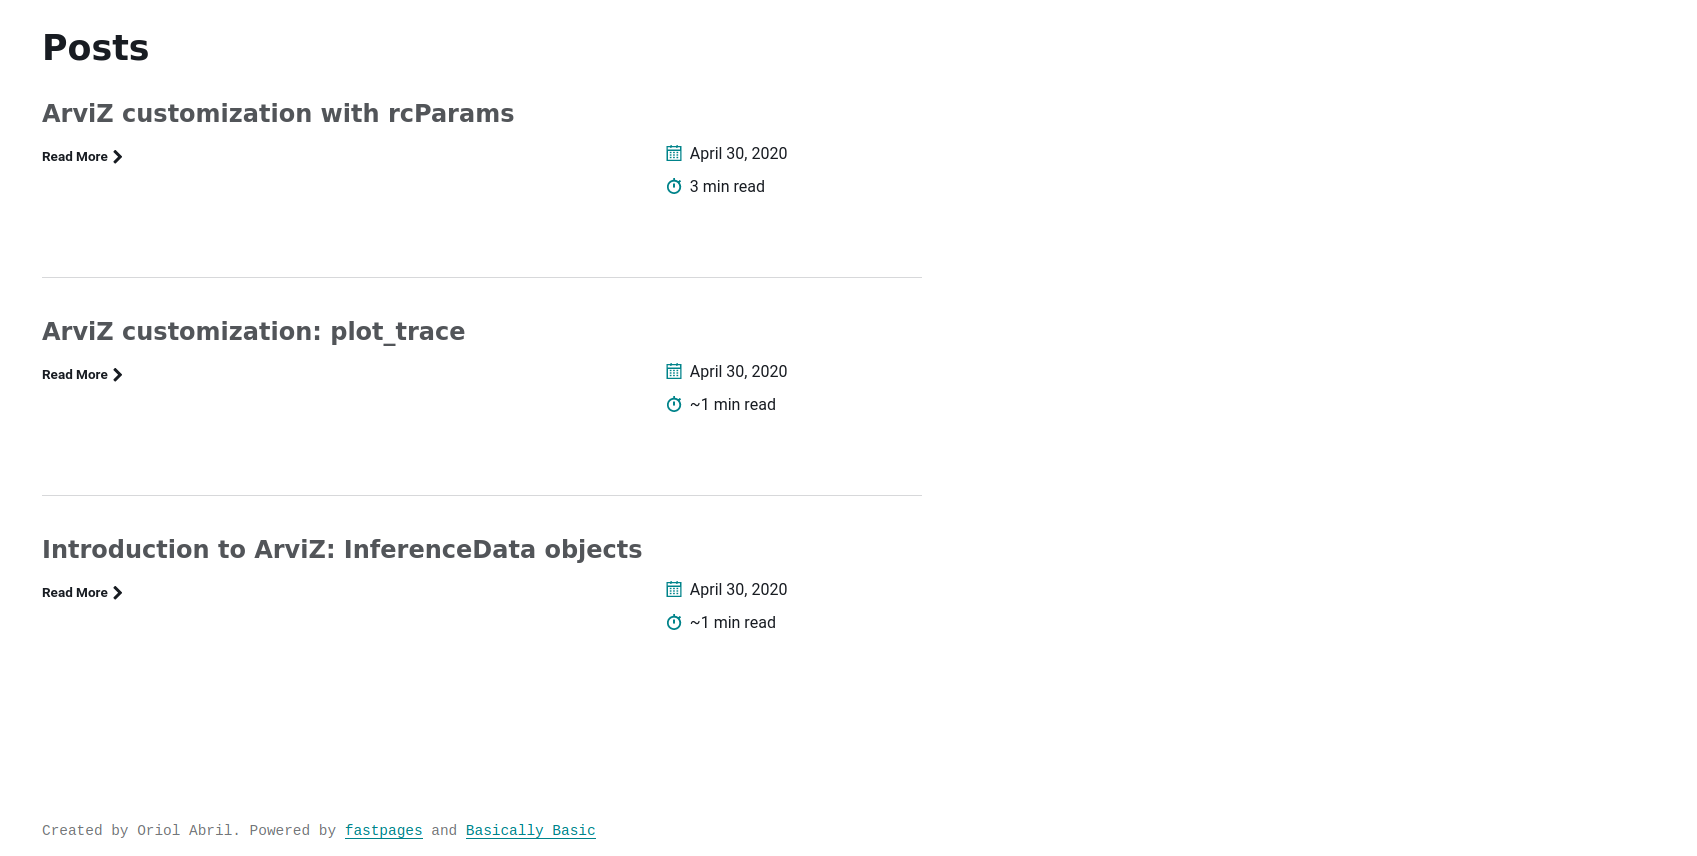 Posts
ArviZ customization with rcParams
Read More
April 30, 2020
3 min read
ArviZ customization: plot_trace
Read More
April 30, 2020
~1 min read
Introduction to ArviZ: InferenceData objects
Read More
April 30, 2020
~1 min read
Created by Oriol Abril. Powered by fastpages and Basically Basic